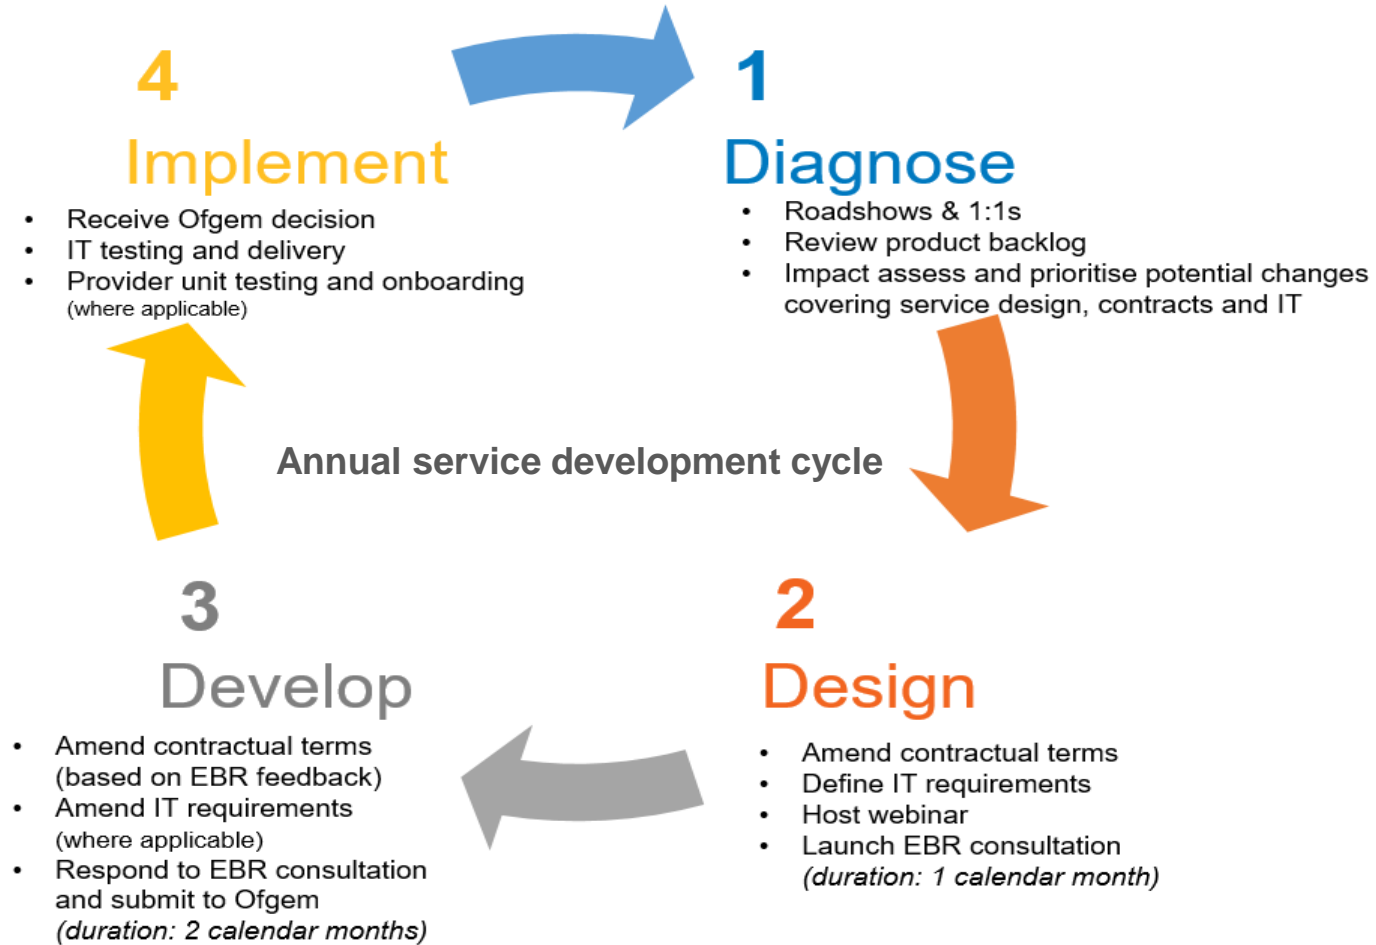 4
Implement
• Receive Ofgem decision
• IT testing and delivery
• Provider unit testing and onboarding
(where applicable)
1
Diagnose
• Roadshows & 1:1s
• Review product backlog
• Impact assess and prioritise potential changes
covering service design, contracts and IT
Annual service development cycle
3
Develop
• Amend contractual terms
(based on EBR feedback)
• Amend IT requirements
(where applicable)
• Respond to EBR consultation
and submit to Ofgem
(duration: 2 calendar months)
2
Design
• Amend contractual terms
• Define IT requirements
• Host webinar
• Launch EBR consultation
(duration: 1 calendar month)